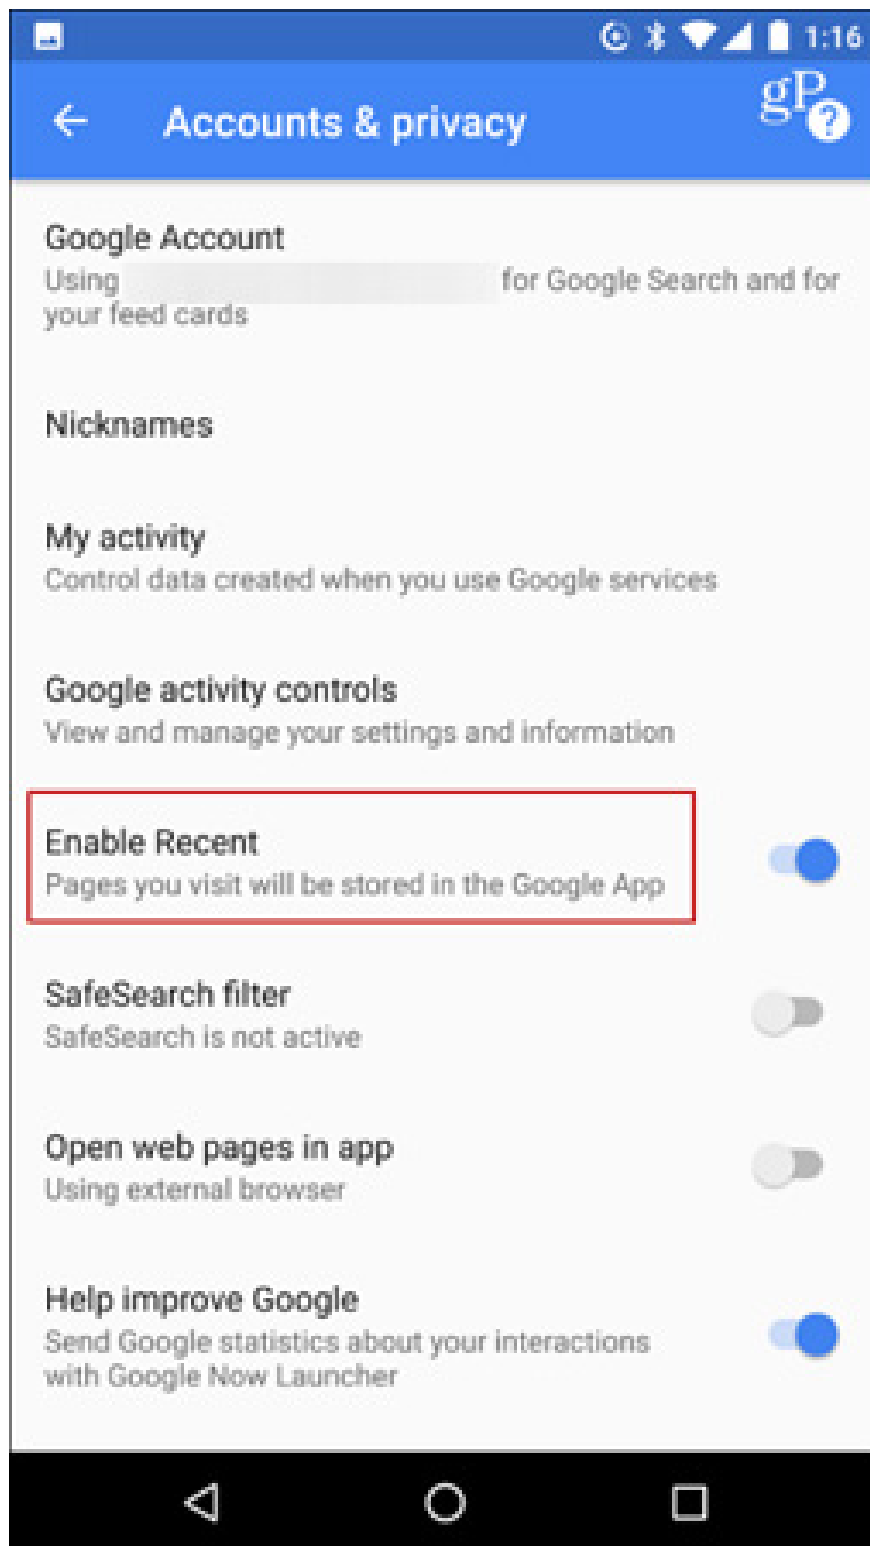 1:16
gP
?
Accounts & privacy
Google Account
Using for Google Search and for
your feed cards
Nicknames
My activity
Control data created when you use Google services
Google activity controls
View and manage your settings and information
Enable Recent
Pages you visit will be stored in the Google App
SafeSearch filter
SafeSearch is not active
Open web pages in app
Using external browser
Help improve Google
Send Google statistics about your interactions
with Google Now Launcher